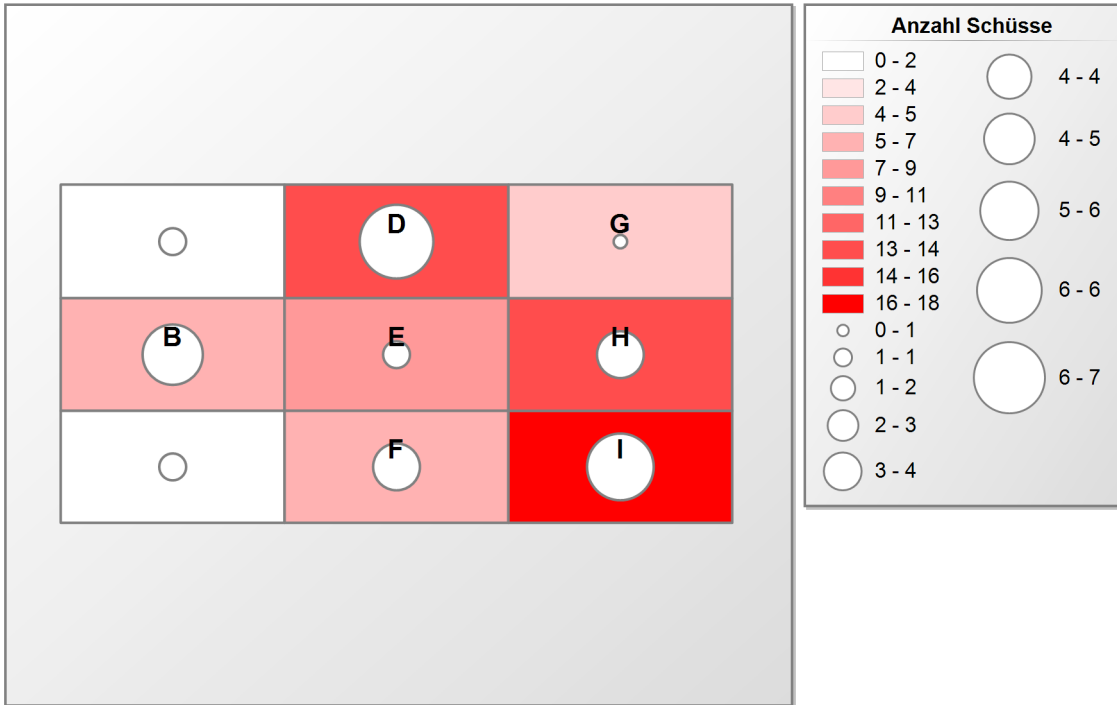 D
G
B
E
H
F
I
Anzahl Schüsse
0 - 2
2 - 4
4 - 5
5 - 7
7 - 9
9 - 11
11 - 13
13 - 14
14 - 16
16 - 18
0 - 1
1 - 1
1 - 2
2 - 3
3 - 4
4 - 4
4 - 5
5 - 6
6 - 6
6 - 7